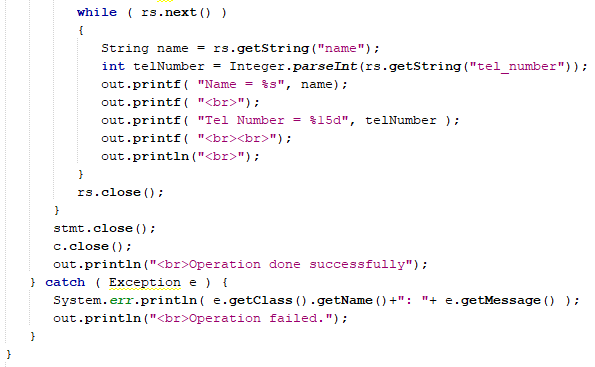 while ( rs.next() )
{
String name = rs.getString("name");
int telNumber = Integer.parseInt(rs.getString("tel_number"));
out.printf( "Name = %s", name);
out.printf( "<br>");
out.printf( "Tel Number = %15d", telNumber );
out.printf( "<br><br>");
out.println("<br>");
}
rs.close();
}
stmt.close();
c.close();
out.println("<br>Operation done successfully");
} catch ( Exception e ) {
System.err.println( e.getClass().getName()+": "+ e.getMessage() );
out.println("<br>Operation failed.");
}
}